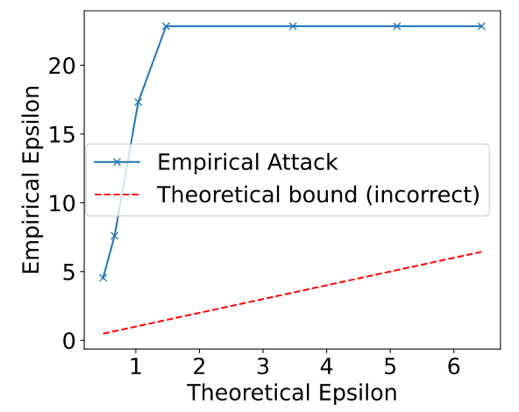 20
15
10
5
0
Empirical Epsilon
Empirical Attack
Theoretical bound (incorrect)
1 2 3 4 5 6
Theoretical Epsilon